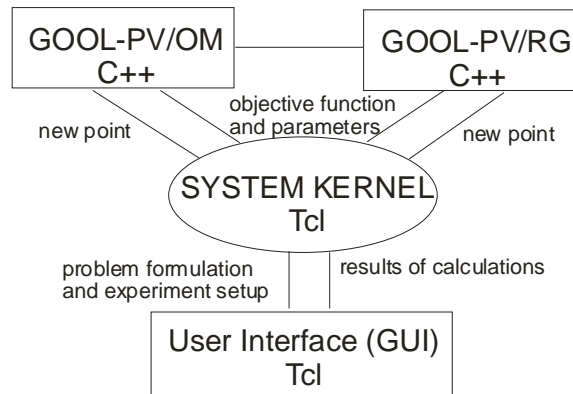 GOOL-PV/OM
C++
GOOL-PV/RG
C++
objective function
and parameters
new point
new point
SYSTEM KERNEL
Tcl
problem formulation
and experiment setup
results of calculations
User Interface (GUI)
Tcl